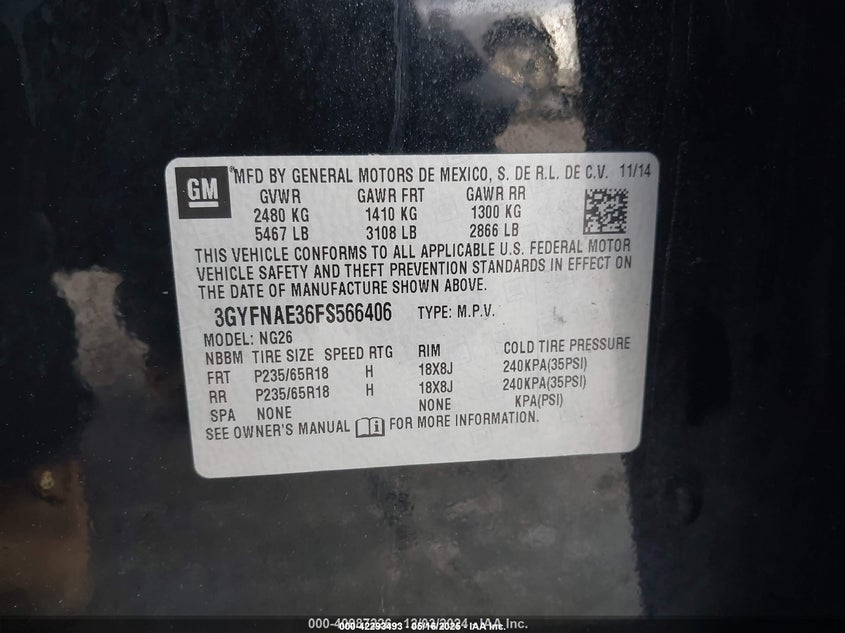 GM
®MFD BY GENERAL MOTORS DE MEXICO, S. DE R.L. DE C.V. 11/14
GVWR GAWR FRT GAWR RR
2480 KG 1410 KG 1300 KG
5467 LB 3108 LB 2866 LB
THIS VEHICLE CONFORMS TO ALL APPLICABLE U.S. FEDERAL MOTOR
VEHICLE SAFETY AND THEFT PREVENTION STANDARDS IN EFFECT ON
THE DATE OF MANUFACTURE SHOWN ABOVE.
3GYFNAE36FS566406 TYPE: M.P.V.
MODEL: NG26
NBBM TIRE SIZE SPEED RTG RIM COLD TIRE PRESSURE
FRT P235/65R18 H 18X8J 240KPA(35PSI)
RR P235/65R18 H 18X8J 240KPA(35PSI)
SPA NONE NONE KPA(PSI)
SEE OWNER'S MANUAL FOR MORE INFORMATION.
IAA Inc.
000-42293493 IAA Inc.